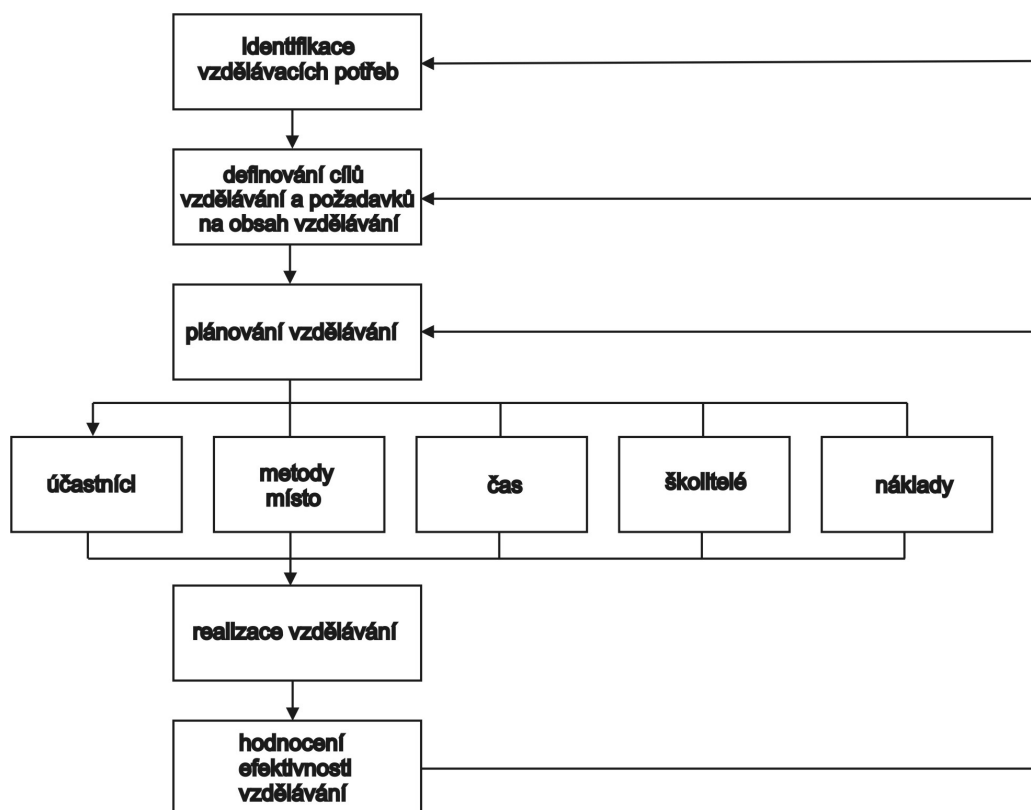 identifikace
vzdělávacích potřeb
definování cílů
vzdělávání a požadavků
na obsah vzdělávání
plánování vzdělávání
účastníci
metody
místo
čas
školitelé
náklady
realizace vzdělávání
hodnocení
efektivnosti
vzdělávání